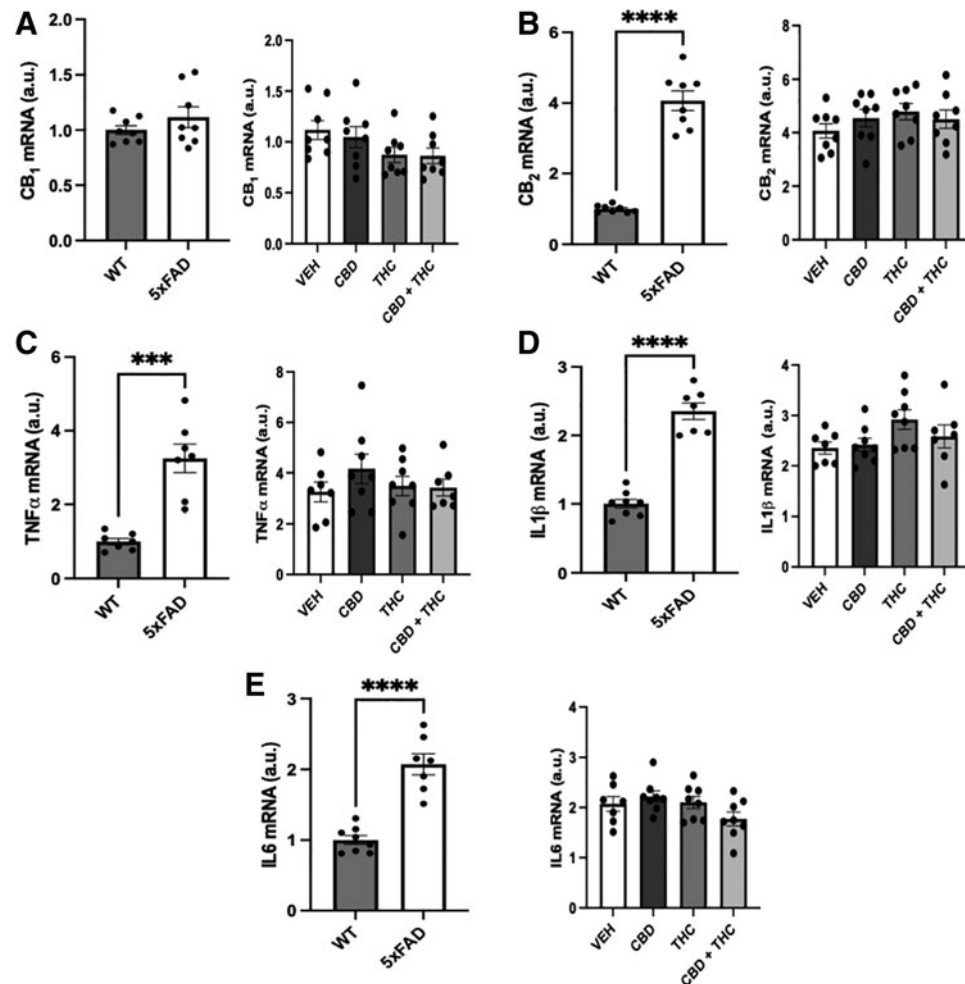 A
CB₁ mRNA (a.u.)
2.0
1.5
1.0
0.5
0.0
WT
5xFAD
CB₁ mRNA (a.u.)
2.0
1.5
1.0
0.5
0.0
VEH
CBD
THC
CBD + THC
B
****
CB₂ mRNA (a.u.)
6
4
2
0
WT
5xFAD
CB₂ mRNA (a.u.)
8
6
4
2
0
VEH
CBD
THC
CBD + THC
C
***
TNFα mRNA (a.u.)
6
4
2
0
WT
5xFAD
TNFα mRNA (a.u.)
8
6
4
2
0
VEH
CBD
THC
CBD + THC
D
****
IL1β mRNA (a.u.)
3
2
1
0
WT
5xFAD
IL1β mRNA (a.u.)
4
3
2
1
0
VEH
CBD
THC
CBD + THC
E
****
IL6 mRNA (a.u.)
3
2
1
0
WT
5xFAD
IL6 mRNA (a.u.)
4
3
2
1
0
VEH
CBD
THC
CBD + THC